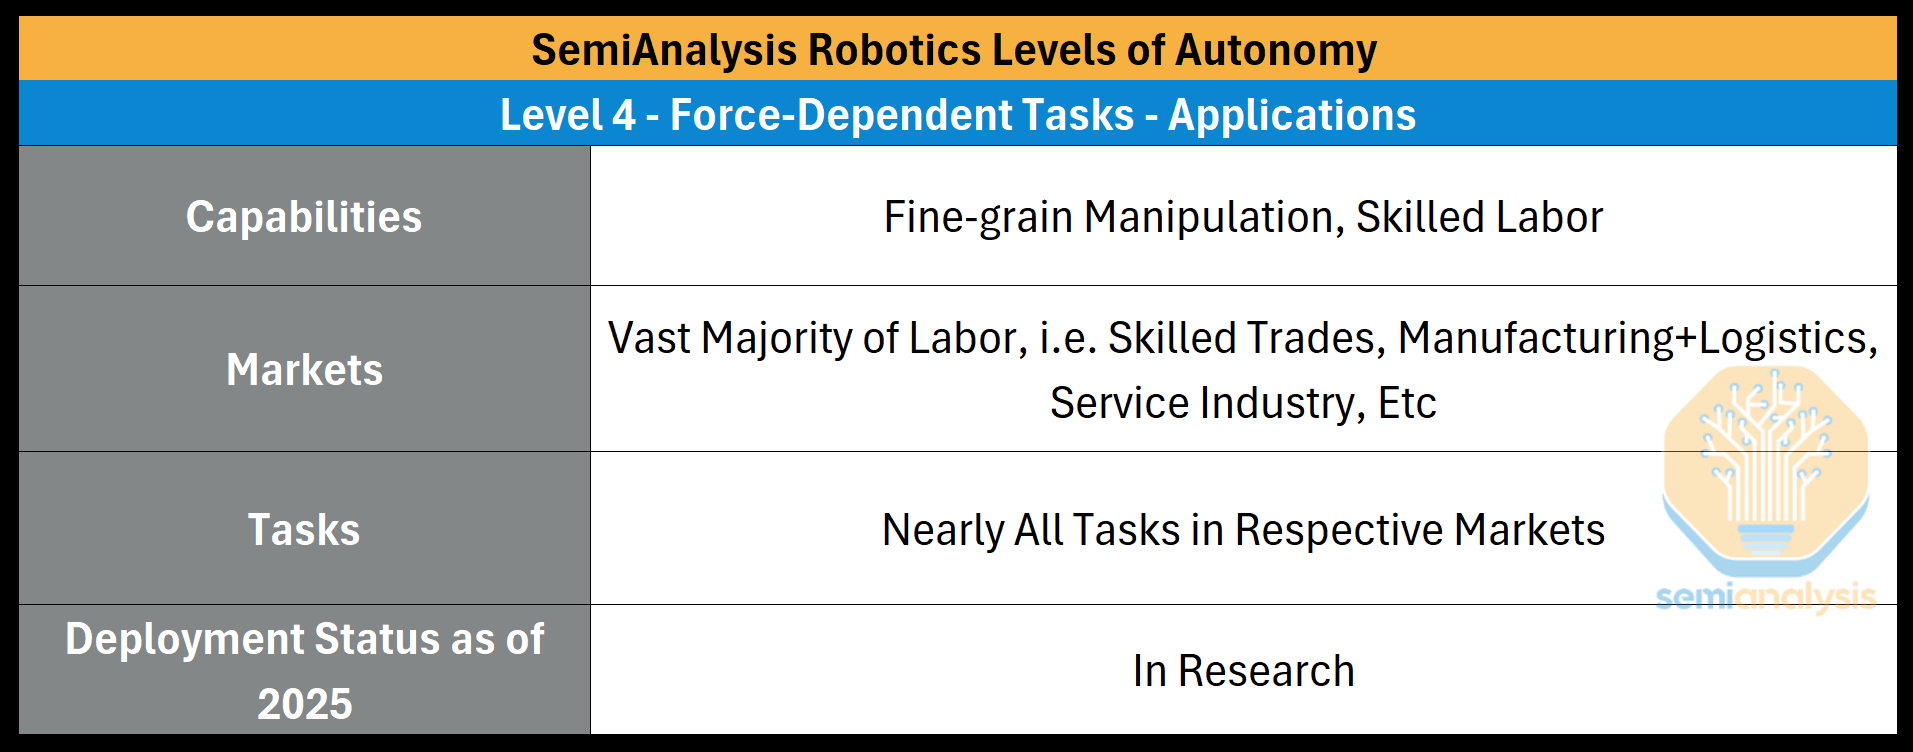 SemiAnalysis Robotics Levels of Autonomy
Level 4 - Force-Dependent Tasks - Applications
Capabilities
Fine-grain Manipulation, Skilled Labor
Markets
Vast Majority of Labor, i.e. Skilled Trades, Manufacturing+Logistics,
Service Industry, Etc
Tasks
Nearly All Tasks in Respective Markets
semianalysis
Deployment Status as of
2025
In Research